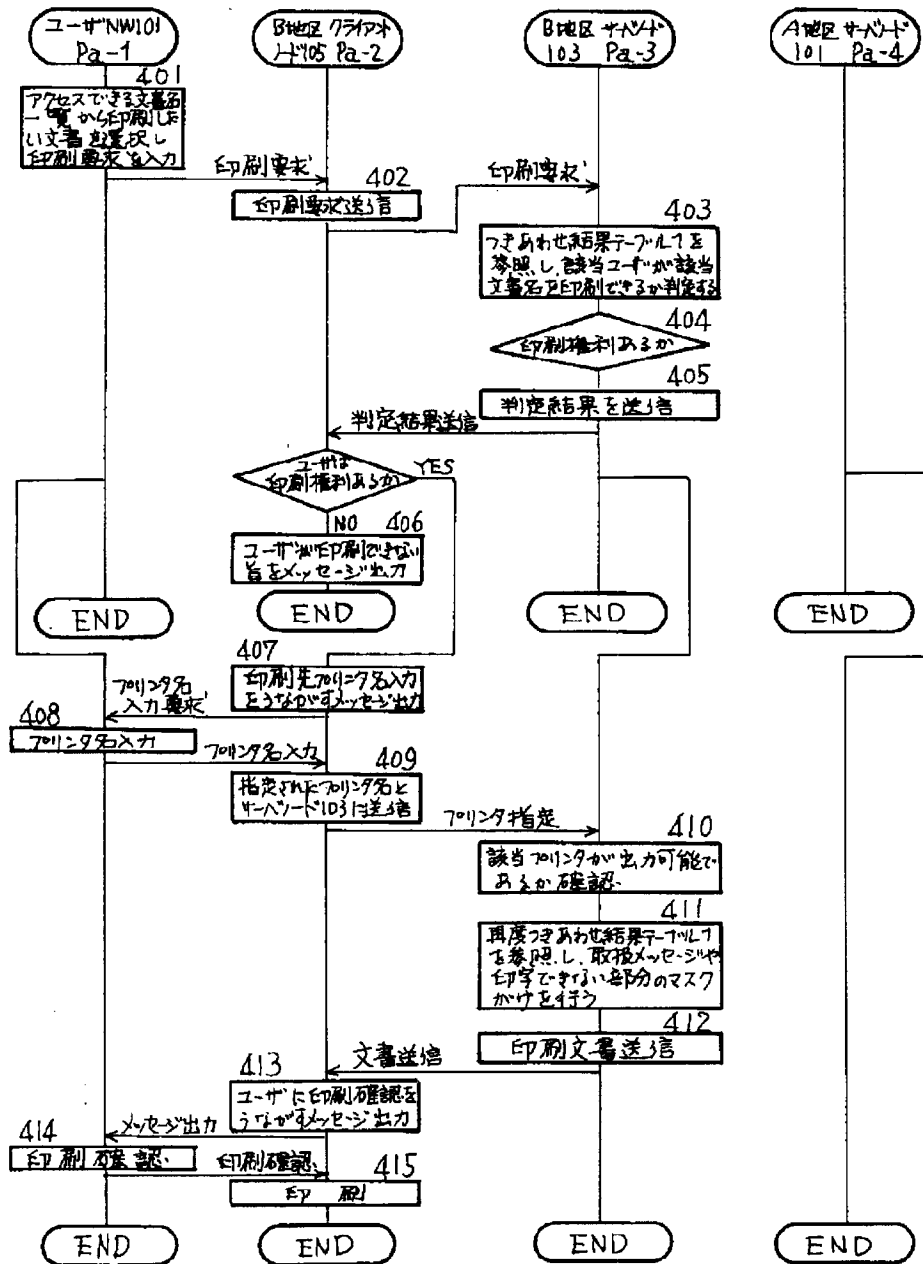 ユーザNW101
Pa-1
B地区 クライアント
ノード105 Pa-2
B地区 サーバノード
103 Pa-3
A地区 サーバノード
101 Pa-4
401
アクセスできる文書名
一覧から印刷した
い文書を選択し
印刷要求を入力
印刷要求
402
印刷要求送信
印刷要求
403
つきあわせ結果テーブル7を
参照し、該当ユーザが該当
文書名を印刷できるか判定する
404
印刷権利あるか
405
判定結果を送信
判定結果送信
ユーザは
印刷権利あるか
YES
NO
406
ユーザが印刷できない
旨をメッセージ出力
END
END
END
END
407
印刷先プリンタ名入力
をうながすメッセージ出力
プリンタ名
入力要求
408
プリンタ名入力
プリンタ名入力
409
指定されたプリンタ名を
サーバノード103に送信
プリンタ指定
410
該当プリンタが出力可能で
あるか確認
411
再度つきあわせ結果テーブル7
を参照し、取扱メッセージや
印字できない部分のマスク
がけを行う
412
印刷文書送信
文書送信
413
ユーザに印刷確認を
うながすメッセージ出力
メッセージ出力
414
印刷確認
印刷確認
415
印 刷
END
END
END
END